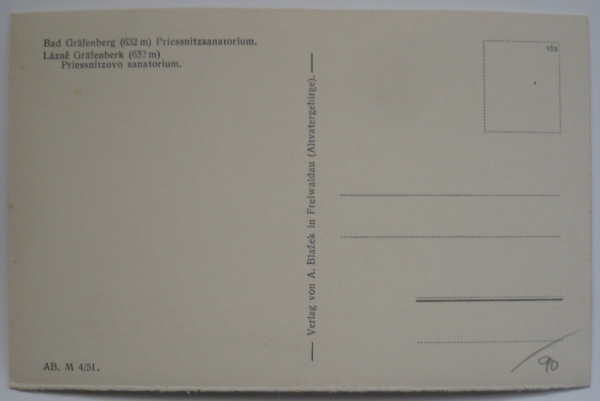 Bad Gräfenberg (632 m) Priessnitzsanatorium.
Lázně Gräfenberk (632 m)
Priessnitzovo sanatorium.
Verlag von A. Blažek in Freiwaldau (Altvatergebirge).
AB. M 4/51.
90